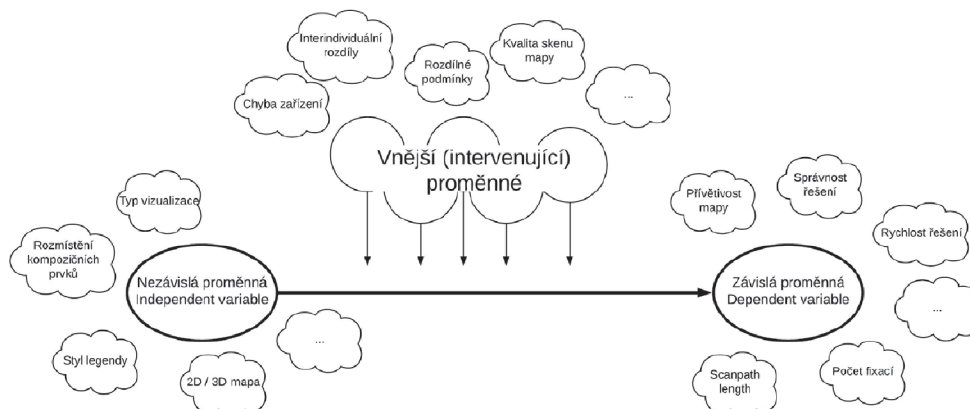 Interindividuální
rozdíly
Kvalita skenu
mapy
Rozdílné
podmínky
Chyba zařízení
...
Vnější (intervenující)
proměnné
Typ vizualizace
Rozmístění
kompozičních
prvků
Nezávislá proměnná
Independent variable
Styl legendy
2D / 3D mapa
...
Přívětivost
mapy
Správnost
řešení
Rychlost řešení
Závislá proměnná
Dependent variable
...
Scanpath
length
Počet fixací